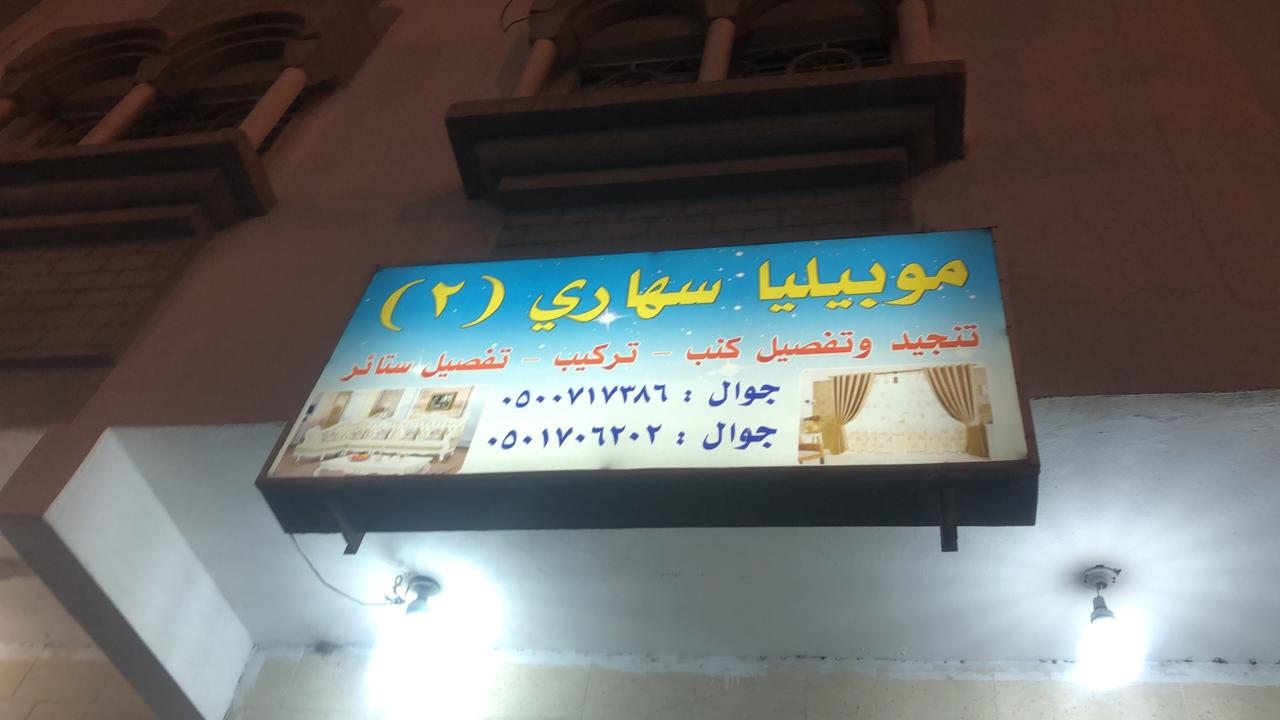 موبيليا سهاري (٢)
تنجيد وتفصيل كنب - تركيب - تفصيل ستائر
جوال : ٠٥٠٠٧١٧٣٨٦
جوال : ٠٥٠١٧٠٦٢٠٢